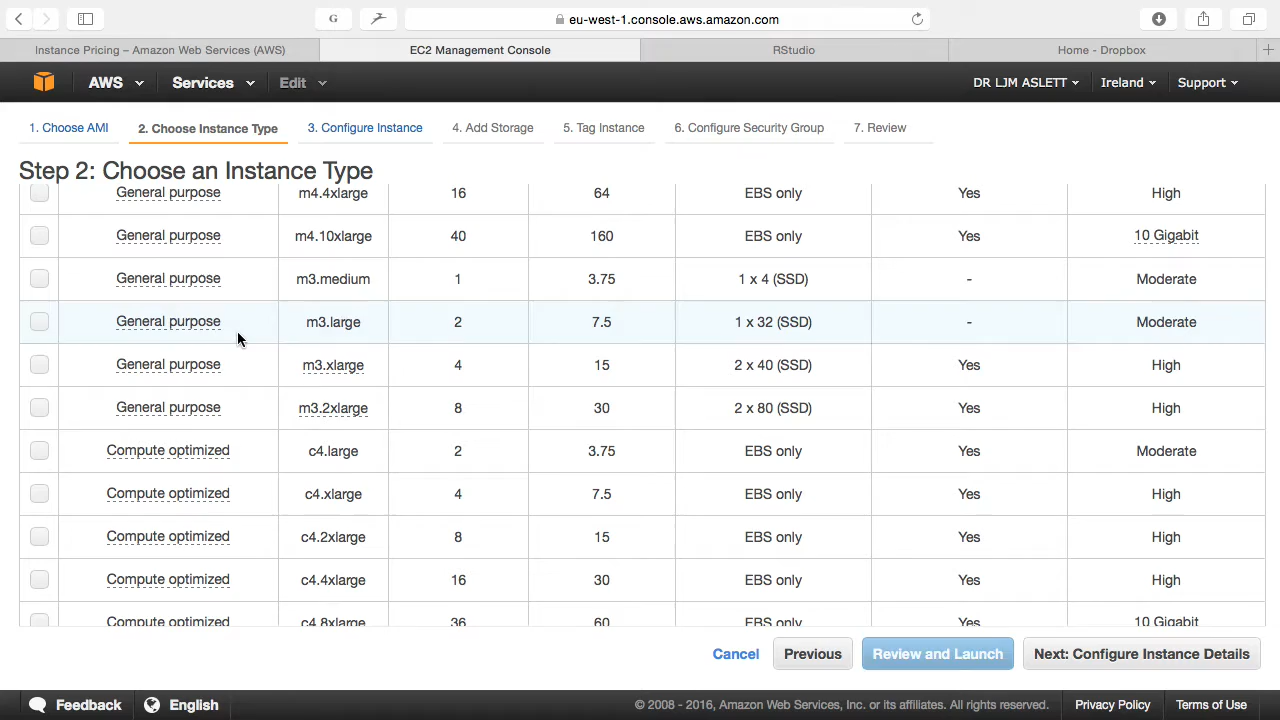 G
eu-west-1.console.aws.amazon.com
Instance Pricing – Amazon Web Services (AWS) EC2 Management Console RStudio Home - Dropbox
AWS Services Edit DR LJM ASLETT Ireland Support
1. Choose AMI 2. Choose Instance Type 3. Configure Instance 4. Add Storage 5. Tag Instance 6. Configure Security Group 7. Review
Step 2: Choose an Instance Type
General purpose m4.4xlarge 16 64 EBS only Yes High
General purpose m4.10xlarge 40 160 EBS only Yes 10 Gigabit
General purpose m3.medium 1 3.75 1 x 4 (SSD) - Moderate
General purpose m3.large 2 7.5 1 x 32 (SSD) - Moderate
General purpose m3.xlarge 4 15 2 x 40 (SSD) Yes High
General purpose m3.2xlarge 8 30 2 x 80 (SSD) Yes High
Compute optimized c4.large 2 3.75 EBS only Yes Moderate
Compute optimized c4.xlarge 4 7.5 EBS only Yes High
Compute optimized c4.2xlarge 8 15 EBS only Yes High
Compute optimized c4.4xlarge 16 30 EBS only Yes High
Compute optimized c4.8xlarge 36 60 EBS only Yes 10 Gigabit
Cancel Previous Review and Launch Next: Configure Instance Details
Feedback English © 2008 - 2016, Amazon Web Services, Inc. or its affiliates. All rights reserved. Privacy Policy Terms of Use